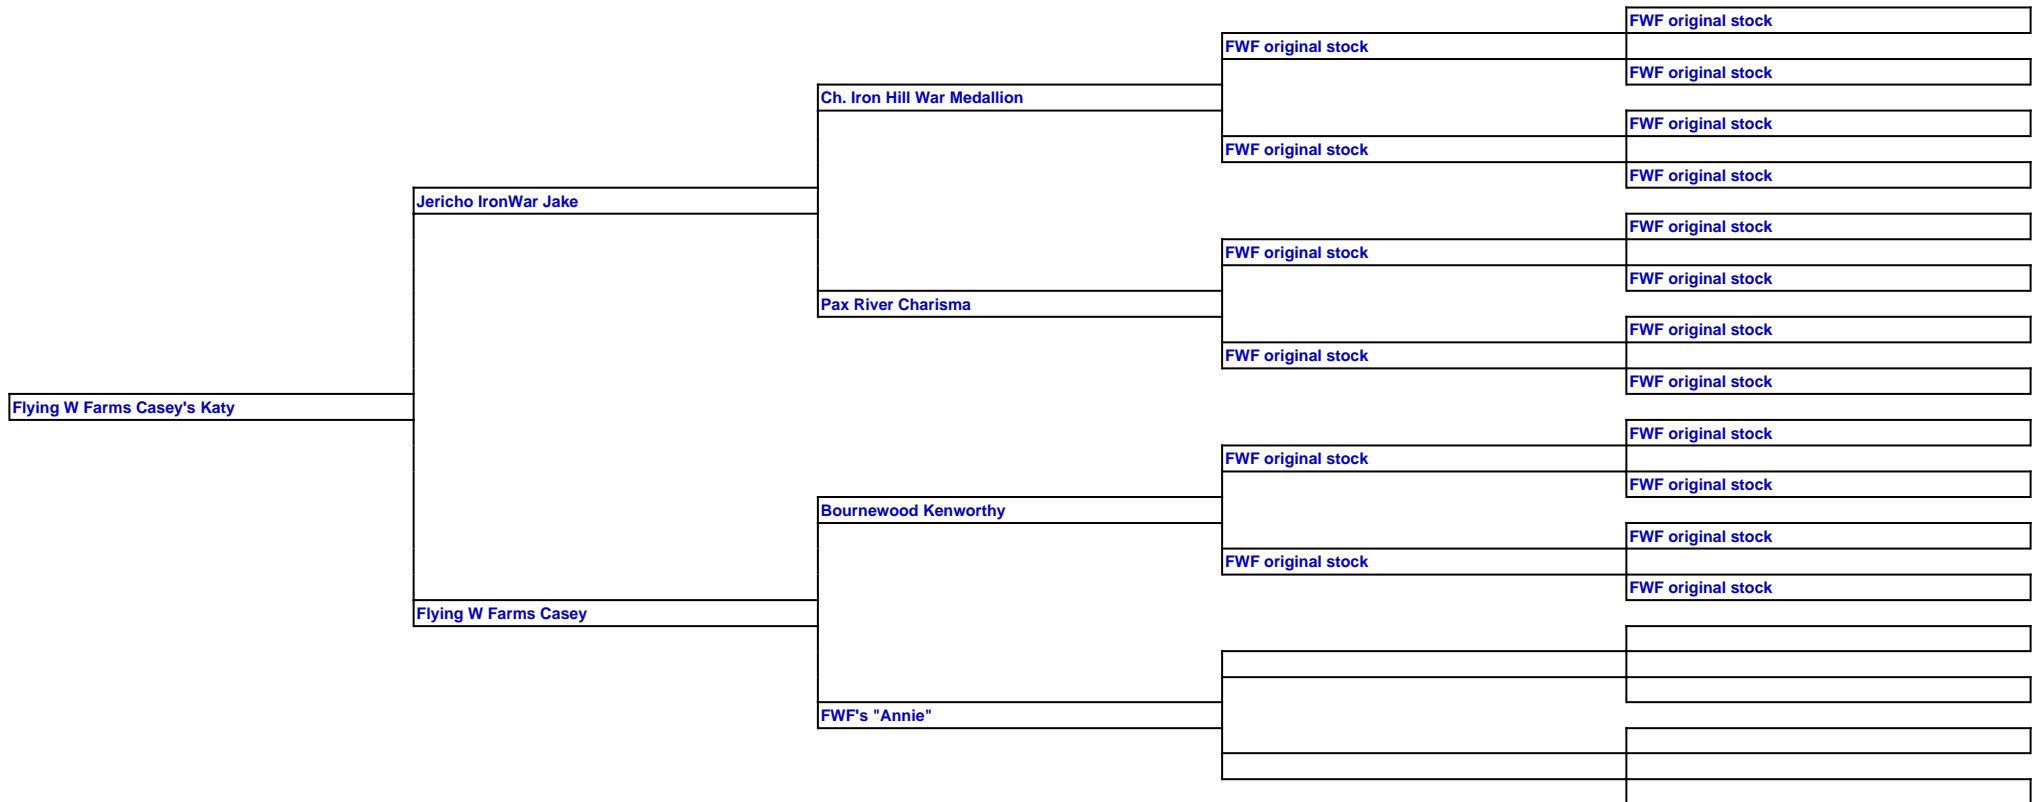 FWF original stock
FWF original stock
FWF original stock
Ch. Iron Hill War Medallion
FWF original stock
FWF original stock
FWF original stock
Jericho IronWar Jake
FWF original stock
FWF original stock
FWF original stock
Pax River Charisma
FWF original stock
FWF original stock
FWF original stock
Flying W Farms Casey's Katy
FWF original stock
FWF original stock
FWF original stock
Bournewood Kenworthy
FWF original stock
FWF original stock
FWF original stock
Flying W Farms Casey
FWF's "Annie"